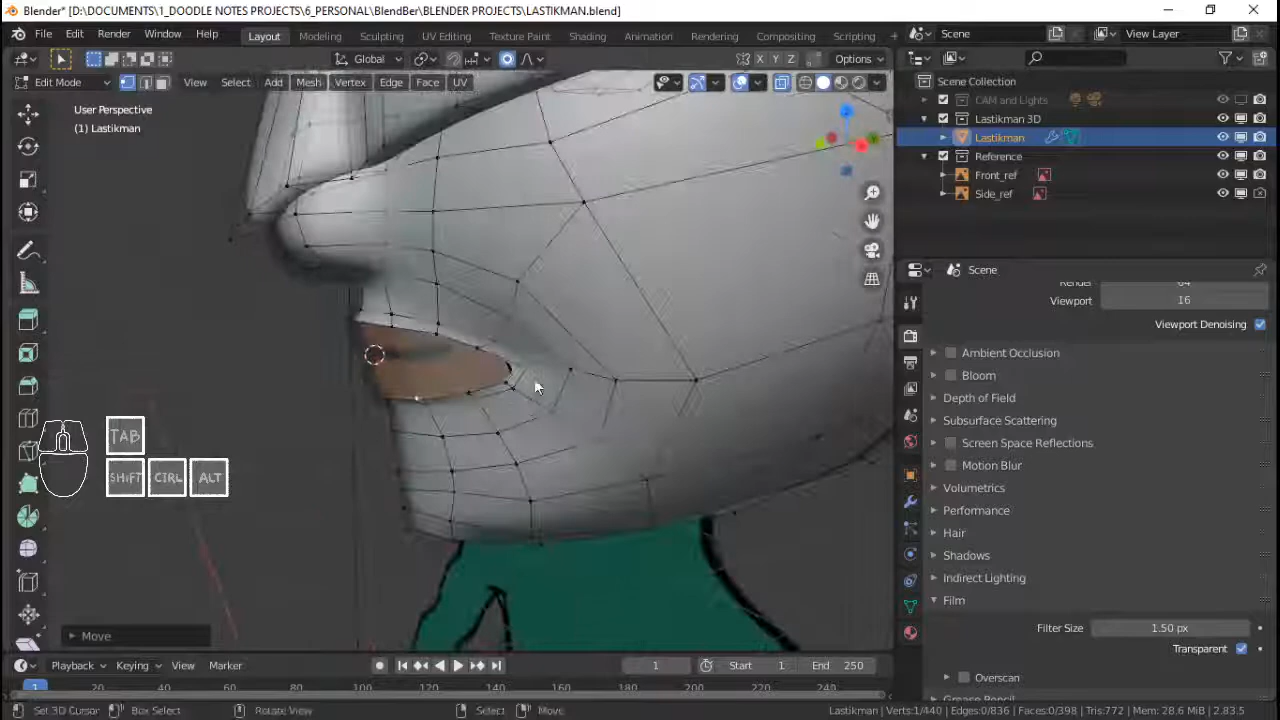 Blender* [D:\DOCUMENTS\1_DOODLE NOTES PROJECTS\6_PERSONAL\BlendBer\BLENDER PROJECTS\LASTIKMAN.blend]
File Edit Render Window Help Layout Modeling Sculpting UV Editing Texture Paint Shading Animation Rendering Compositing Scripting + Scene View Layer
Global X Y Z Options
Edit Mode View Select Add Mesh Vertex Edge Face UV
Scene Collection
User Perspective
(1) Lastikman
CAM and Lights
Lastikman 3D
Lastikman
Reference
Front_ref
Side_ref
Scene
Render 64
Viewport 16
Viewport Denoising
Ambient Occlusion
Bloom
Depth of Field
Subsurface Scattering
Screen Space Reflections
Motion Blur
Volumetrics
Performance
Hair
Shadows
Indirect Lighting
Film
Filter Size 1.50 px
Transparent
Overscan
Grease Pencil
TAB
SHIFT CTRL ALT
Move
Playback Keying View Marker 1 Start 1 End 250
1 20 40 60 80 100 120 140 160 180 200 220 240
Set 3D Cursor Box Select Rotate View Select Move Lastikman | Verts:1/440 | Edges:0/836 | Faces:0/398 | Tris:772 | Mem: 28.6 MiB | 2.83.5